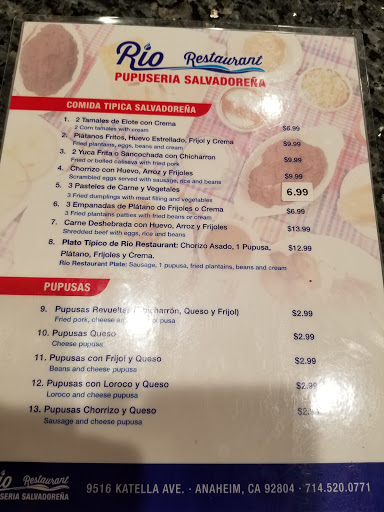 Rio Restaurant
PUPUSERIA SALVADOREÑA
COMIDA TIPICA SALVADOREÑA
1. 2 Tamales de Elote con Crema $6.99
2 Corn tamales with cream
2. Plátanos Fritos, Huevo Estrellado, Frijol y Crema $9.99
Fried plantains, eggs, beans and cream
3. 2 Yuca Frita o Sancochada con Chicharron $9.99
Fried or boiled cassava with fried pork
4. Chorrizo con Huevo, Arroz y Frijoles $9.99
Scrambled eggs served with sausage, rice and beans
5. 3 Pasteles de Carne y Vegetales 6.99
3 Fried dumplings with meat filling and vegetables
6. 3 Empanadas de Plátano de Frijoles o Crema $6.99
3 Fried plantains patties with fried beans or cream
7. Carne Deshebrada con Huevo, Arroz y Frijoles $13.99
Shredded beef with eggs, rice and beans
8. Plato Típico de Rio Restaurant: Chorizo Asado, 1 Pupusa, $12.99
Plátano, Frijoles y Crema.
Rio Restaurant Plate: Sausage, 1 pupusa, fried plantains, beans and cream
PUPUSAS
9. Pupusas Revueltas (Chicharrón, Queso y Frijol) $2.99
Fried pork, cheese pupusa
10. Pupusas Queso $2.99
Cheese pupusa
11. Pupusas con Frijol y Queso $2.99
Beans and cheese pupusa
12. Pupusas con Loroco y Queso
Loroco and cheese pupusa
13. Pupusas Chorrizo y Queso
Sausage and cheese pupusa
Rio Restaurant
9516 KATELLA AVE. · ANAHEIM, CA 92804 · 714.520.0771
SERIA SALVADOREÑA